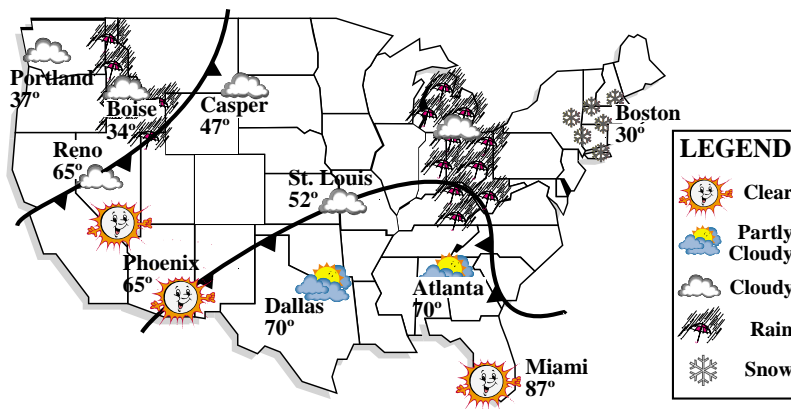 Portland
37º
Boise
34º
Casper
47º
Reno
65º
St. Louis
52º
Boston
30º
Phoenix
65º
Dallas
70º
Atlanta
70º
Miami
87º
LEGEND
Clear
Partly
Cloudy
Cloudy
Rain
Snow